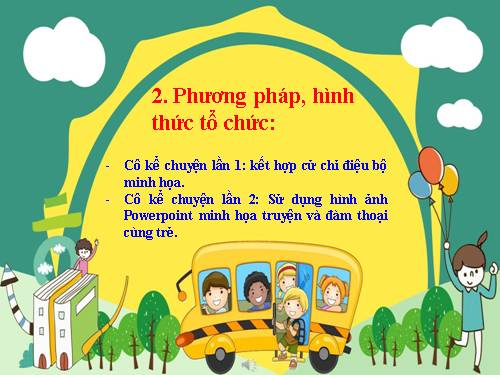 2. Phương pháp, hình
thức tổ chức:
- Cô kể chuyện lần 1: kết hợp cử chỉ điệu bộ
minh họa.
- Cô kể chuyện lần 2: Sử dụng hình ảnh
Powerpoint minh họa truyện và đàm thoại
cùng trẻ.